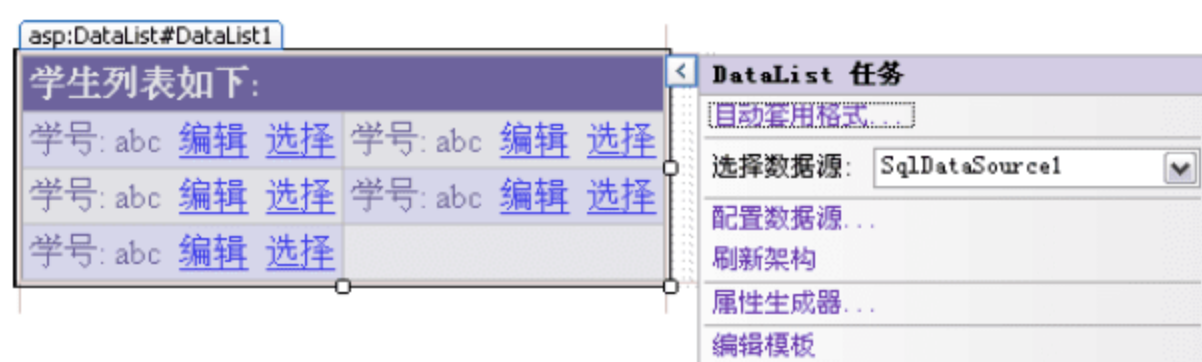 asp:DataList#DataList1
学生列表如下:
学号: abc 编辑 选择 学号: abc 编辑 选择
学号: abc 编辑 选择 学号: abc 编辑 选择
学号: abc 编辑 选择
DataList 任务
自动套用格式...
选择数据源: SqlDataSource1
配置数据源...
刷新架构
属性生成器...
编辑模板